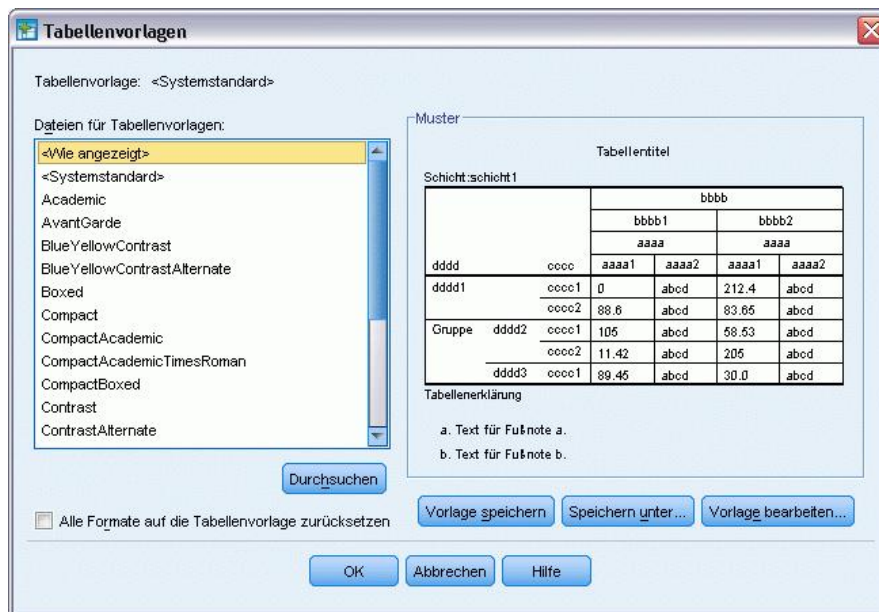 Tabellenvorlagen
Tabellenvorlage: <Systemstandard>
Dateien für Tabellenvorlagen:
<Wie angezeigt>
<Systemstandard>
Academic
AvantGarde
BlueYellowContrast
BlueYellowContrastAlternate
Boxed
Compact
CompactAcademic
CompactAcademicTimesRoman
CompactBoxed
Contrast
ContrastAlternate
Durchsuchen
Alle Formate auf die Tabellenvorlage zurücksetzen
Muster
Tabellentitel
Schicht:schicht1
bbbb
bbbb1 bbbb2
aaaa aaaa
dddd cccc aaaa1 aaaa2 aaaa1 aaaa2
dddd1 cccc1 0 abcd 212.4 abcd
cccc2 88.6 abcd 83.65 abcd
Gruppe dddd2 cccc1 105 abcd 58.53 abcd
cccc2 11.42 abcd 205 abcd
dddd3 cccc1 89.45 abcd 30.0 abcd
Tabellenerklärung
a. Text für Fußnote a.
b. Text für Fußnote b.
Vorlage speichern Speichern unter... Vorlage bearbeiten...
OK Abbrechen Hilfe